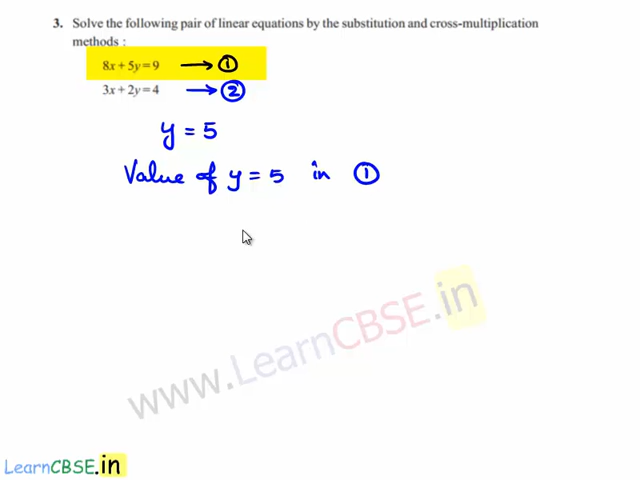 3. Solve the following pair of linear equations by the substitution and cross-multiplication
methods :
8x + 5y = 9 → ①
3x + 2y = 4 → ②
y = 5
Value of y = 5 in ①
www.LearnCBSE.in
LearnCBSE.in